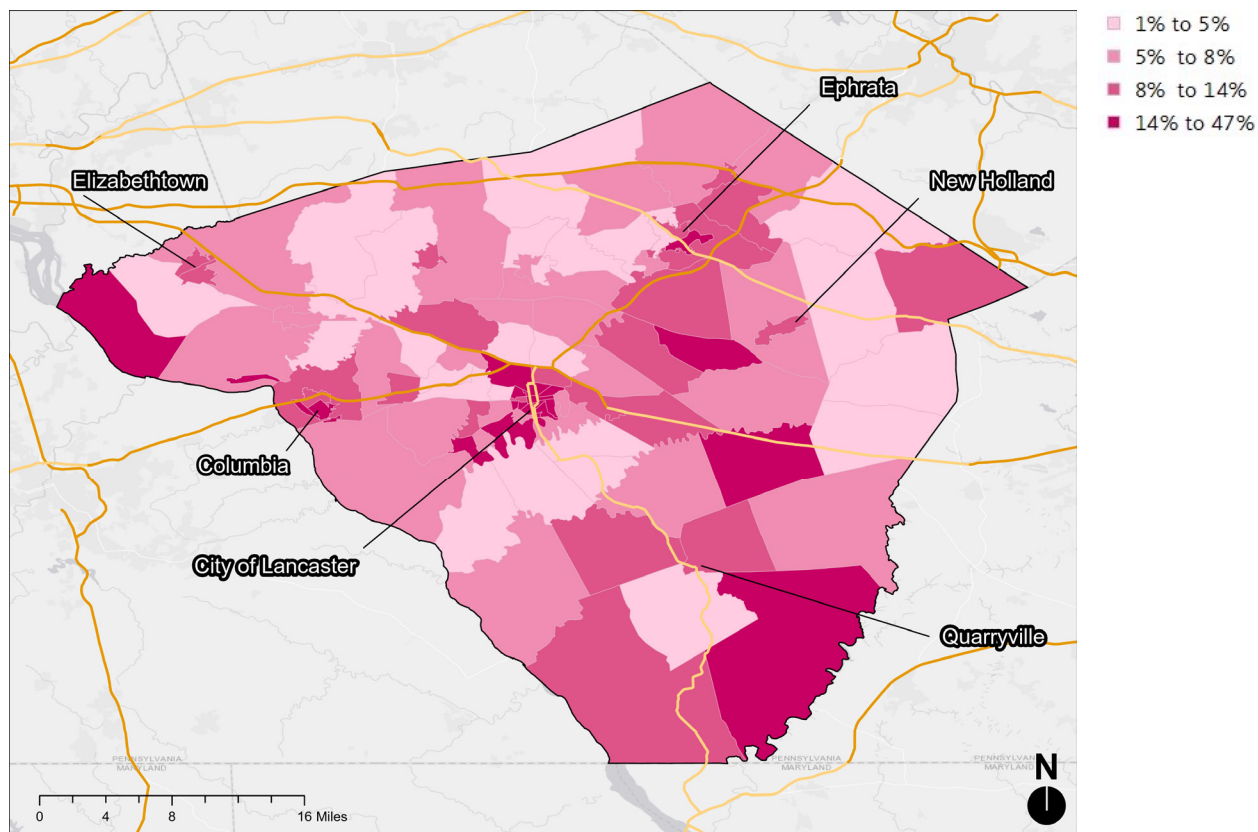 1% to 5%
5% to 8%
8% to 14%
14% to 47%
Ephrata
Elizabethtown
New Holland
Columbia
City of Lancaster
Quarryville
PENNSYLVANIA
MARYLAND
PENNSYLVANIA
MARYLAND
PENNSYLVANIA
MARYLAND
N
0 4 8 16 Miles